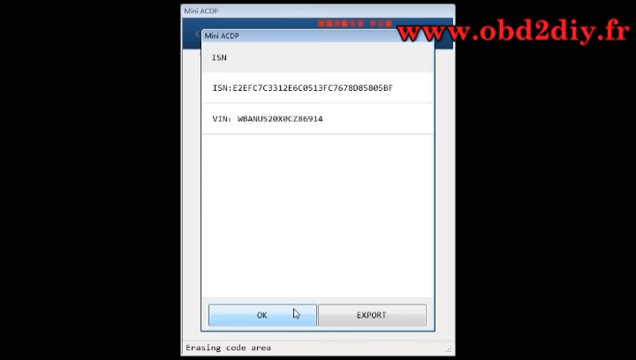 Mini ACDP
www.obd2diy.fr
Mini ACDP
ISN
ISN:E2EFC7C3312E6C0513FC7678D85805BF
VIN: WBANU520X0CZ86914
OK
EXPORT
Erasing code area